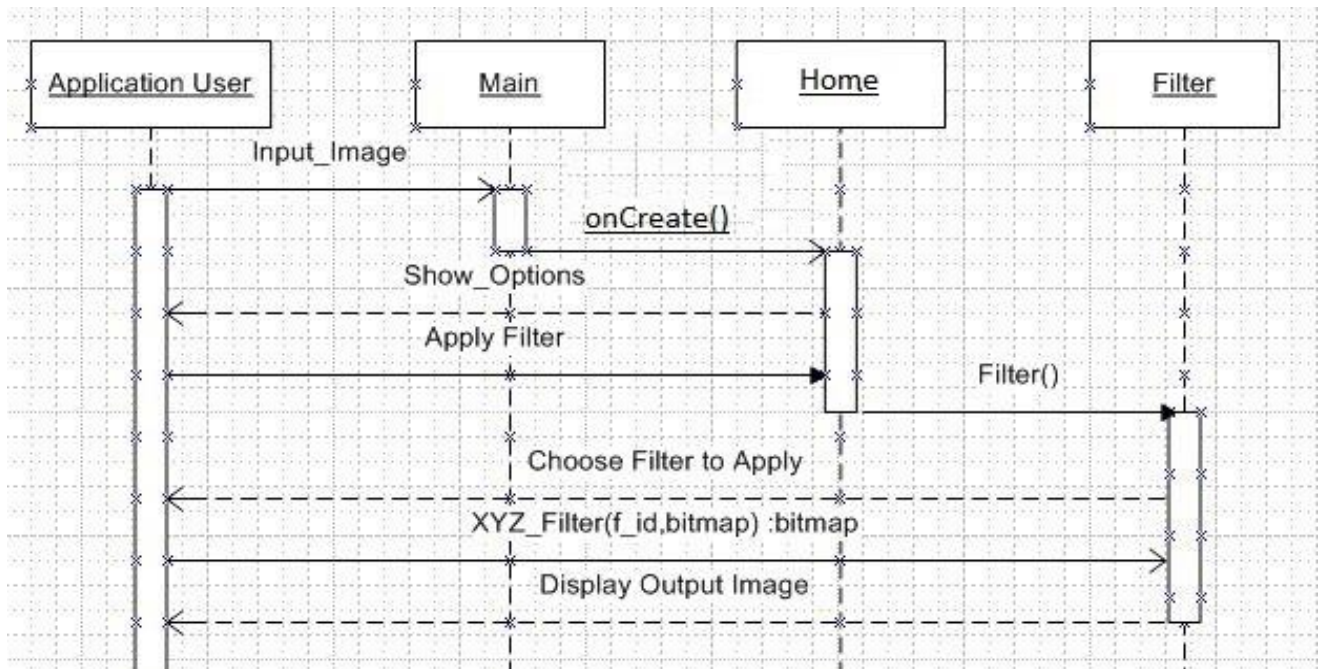 Application User
Main
Home
Filter
Input_Image
onCreate()
Show_Options
Apply Filter
Filter()
Choose Filter to Apply
XYZ_Filter(f_id,bitmap) :bitmap
Display Output Image